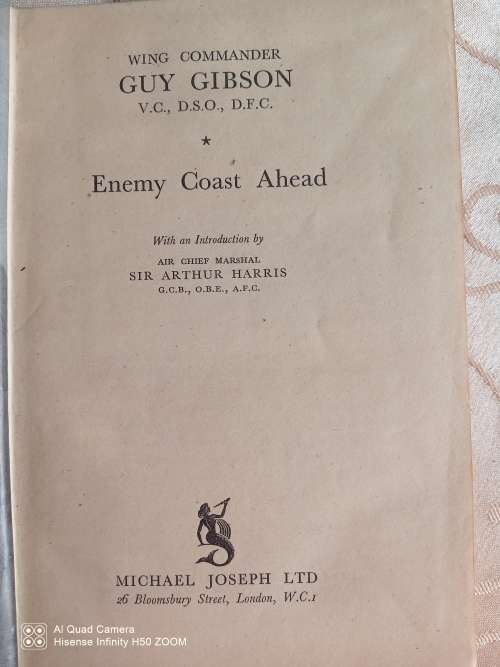 WING COMMANDER
GUY GIBSON
V.C., D.S.O., D.F.C.
Enemy Coast Ahead
With an Introduction by
AIR CHIEF MARSHAL
SIR ARTHUR HARRIS
G.C.B., O.B.E., A.F.C.
MICHAEL JOSEPH LTD
26 Bloomsbury Street, London, W.C.1
AI Quad Camera
Hisense Infinity H50 ZOOM